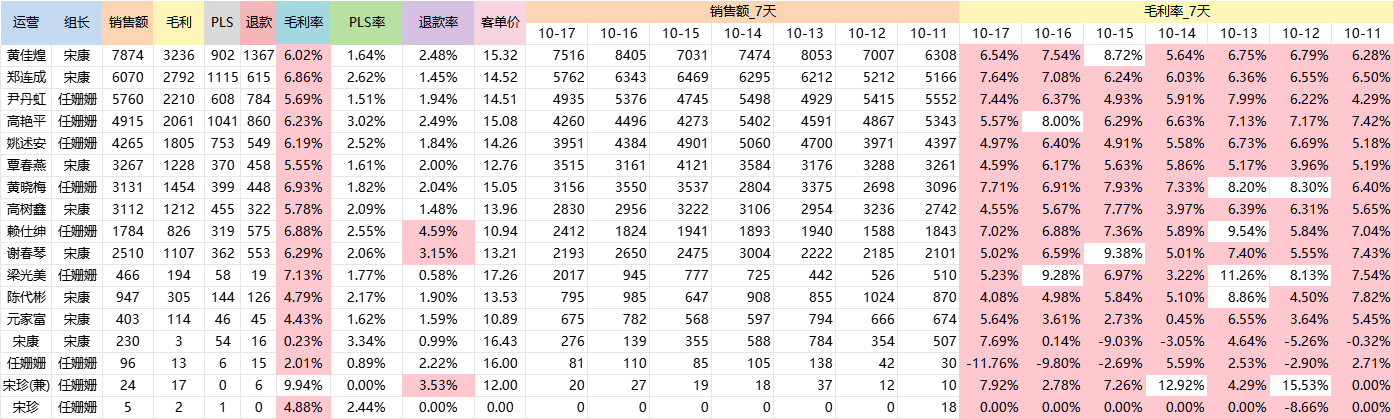 运营 组长 销售额 毛利 PLS 退款 毛利率 PLS率 退款率 客单价 销售额_7天 毛利率_7天
10-17 10-16 10-15 10-14 10-13 10-12 10-11 10-17 10-16 10-15 10-14 10-13 10-12 10-11
黄佳煌 宋康 7874 3236 902 1367 6.02% 1.64% 2.48% 15.32 7516 8405 7031 7474 8053 7007 6308 6.54% 7.54% 8.72% 5.64% 6.75% 6.79% 6.28%
郑连成 宋康 6070 2792 1115 615 6.86% 2.62% 1.45% 14.52 5762 6343 6469 6295 6212 5212 5166 7.64% 7.08% 6.24% 6.03% 6.36% 6.55% 6.50%
尹丹虹 任姗姗 5760 2210 608 784 5.69% 1.51% 1.94% 14.51 4935 5376 4745 5498 4929 5415 5552 7.44% 6.37% 4.93% 5.91% 7.99% 6.22% 4.29%
高艳平 任姗姗 4915 2061 1041 860 6.23% 3.02% 2.49% 15.08 4260 4496 4273 5402 4591 4867 5343 5.57% 8.00% 6.29% 6.63% 7.13% 7.17% 7.42%
姚述安 任姗姗 4265 1805 753 549 6.19% 2.52% 1.84% 14.26 3951 4384 4901 5060 4700 3971 4397 4.97% 6.40% 4.91% 5.58% 6.73% 6.69% 5.18%
覃春燕 宋康 3267 1228 370 458 5.55% 1.61% 2.00% 12.76 3515 3161 4121 3584 3176 3288 3261 4.59% 6.17% 5.63% 5.86% 5.17% 3.96% 5.19%
黄晓梅 任姗姗 3131 1454 399 448 6.93% 1.82% 2.04% 15.05 3156 3550 3537 2804 3375 2698 3096 7.71% 6.91% 7.93% 7.33% 8.20% 8.30% 6.40%
高树鑫 宋康 3112 1212 455 322 5.78% 2.09% 1.48% 13.96 2830 2956 3222 3106 2954 3236 2742 4.55% 5.67% 7.77% 3.97% 6.39% 6.31% 5.65%
赖仕绅 任姗姗 1784 826 319 575 6.88% 2.55% 4.59% 10.94 2412 1824 1941 1893 1940 1588 1843 7.02% 6.88% 7.36% 5.89% 9.54% 5.84% 7.04%
谢春琴 宋康 2510 1107 362 553 6.29% 2.06% 3.15% 13.21 2193 2650 2475 3004 2222 2185 2101 5.02% 6.59% 9.38% 5.01% 7.40% 5.55% 7.43%
梁光美 任姗姗 466 194 58 19 7.13% 1.77% 0.58% 17.26 2017 945 777 725 442 526 510 5.23% 9.28% 6.97% 3.22% 11.26% 8.13% 7.54%
陈代彬 宋康 947 305 144 126 4.79% 2.17% 1.90% 13.53 795 985 647 908 855 1024 870 4.08% 4.98% 5.84% 5.10% 8.86% 4.50% 7.82%
元家富 宋康 403 114 46 45 4.43% 1.62% 1.59% 10.89 675 782 568 597 794 666 674 5.64% 3.61% 2.73% 0.45% 6.55% 3.64% 5.45%
宋康 宋康 230 3 54 16 0.23% 3.34% 0.99% 16.43 276 139 355 588 784 354 507 7.69% 0.14% -9.03% -3.05% 4.64% -5.26% -0.32%
任姗姗 任姗姗 96 13 6 15 2.01% 0.89% 2.22% 16.00 81 110 85 105 138 42 30 -11.76% -9.80% -2.69% 5.59% 2.53% -2.90% 2.71%
宋珍(兼) 任姗姗 24 17 0 6 9.94% 0.00% 3.53% 12.00 20 27 19 18 37 12 10 7.92% 2.78% 7.26% 12.92% 4.29% 15.53% 0.00%
宋珍 任姗姗 5 2 1 0 4.88% 2.44% 0.00% 0.00 0 0 0 0 0 0 18 0.00% 0.00% 0.00% 0.00% 0.00% -8.66% 0.00%